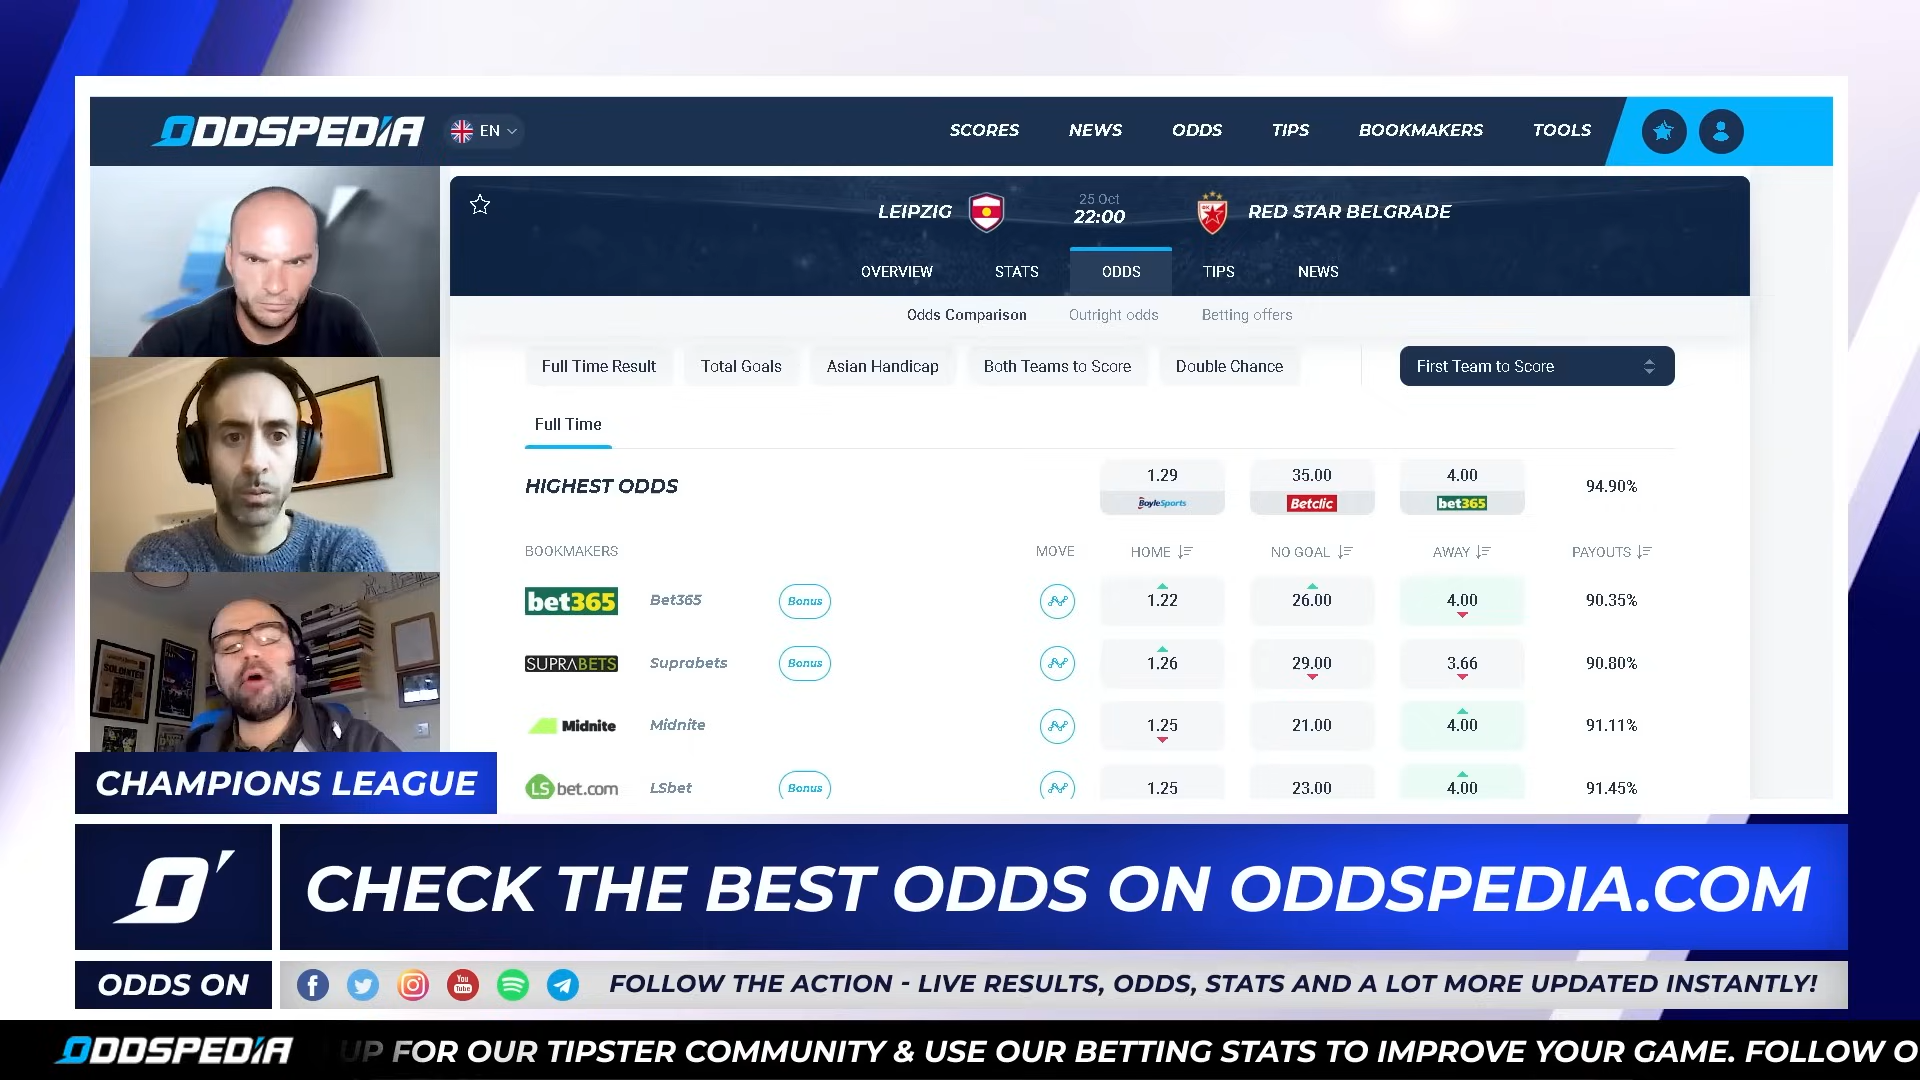 ODDSPEDIA
EN
SCORES
NEWS
ODDS
TIPS
BOOKMAKERS
TOOLS
LEIPZIG
25 Oct
22:00
RED STAR BELGRADE
OVERVIEW
STATS
ODDS
TIPS
NEWS
Odds Comparison
Outright odds
Betting offers
Full Time Result
Total Goals
Asian Handicap
Both Teams to Score
Double Chance
First Team to Score
Full Time
HIGHEST ODDS
1.29
BoyleSports
35.00
Betclic
4.00
bet365
94.90%
BOOKMAKERS
MOVE
HOME
NO GOAL
AWAY
PAYOUTS
bet365 Bet365 Bonus 1.22 26.00 4.00 90.35%
SUPRABETS Suprabets Bonus 1.26 29.00 3.66 90.80%
Midnite Midnite 1.25 21.00 4.00 91.11%
LSbet.com LSbet Bonus 1.25 23.00 4.00 91.45%
CHAMPIONS LEAGUE
O'
CHECK THE BEST ODDS ON ODDSPEDIA.COM
ODDS ON
You Tube
FOLLOW THE ACTION - LIVE RESULTS, ODDS, STATS AND A LOT MORE UPDATED INSTANTLY!
ODDSPEDIA
UP FOR OUR TIPSTER COMMUNITY & USE OUR BETTING STATS TO IMPROVE YOUR GAME. FOLLOW O